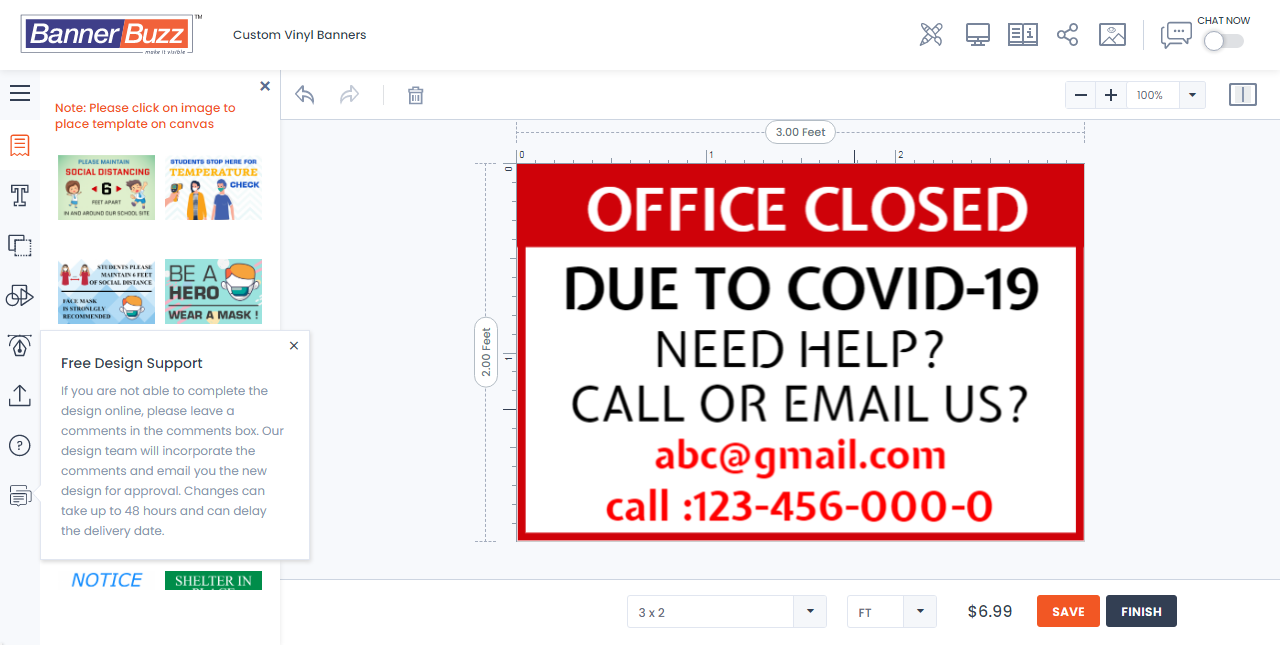 BannerBuzz™
make it visible
Custom Vinyl Banners
CHAT NOW
Note: Please click on image to
place template on canvas
PLEASE MAINTAIN
SOCIAL DISTANCING
6
FEET APART
IN AND AROUND OUR SCHOOL SITE
STUDENTS STOP HERE FOR
TEMPERATURE
CHECK
STUDENTS PLEASE
MAINTAIN 6 FEET
OF SOCIAL DISTANCE
FACE MASK
IS STRONLGLY
RECOMMENDED
BE A
HERO
WEAR A MASK !
Free Design Support
If you are not able to complete the
design online, please leave a
comments in the comments box. Our
design team will incorporate the
comments and email you the new
design for approval. Changes can
take up to 48 hours and can delay
the delivery date.
NOTICE
SHELTER IN
PLACE
100%
3.00 Feet
0 1 2
0
1
2.00 Feet
OFFICE CLOSED
DUE TO COVID-19
NEED HELP?
CALL OR EMAIL US?
abc@gmail.com
call :123-456-000-0
3 x 2
FT
$6.99
SAVE
FINISH